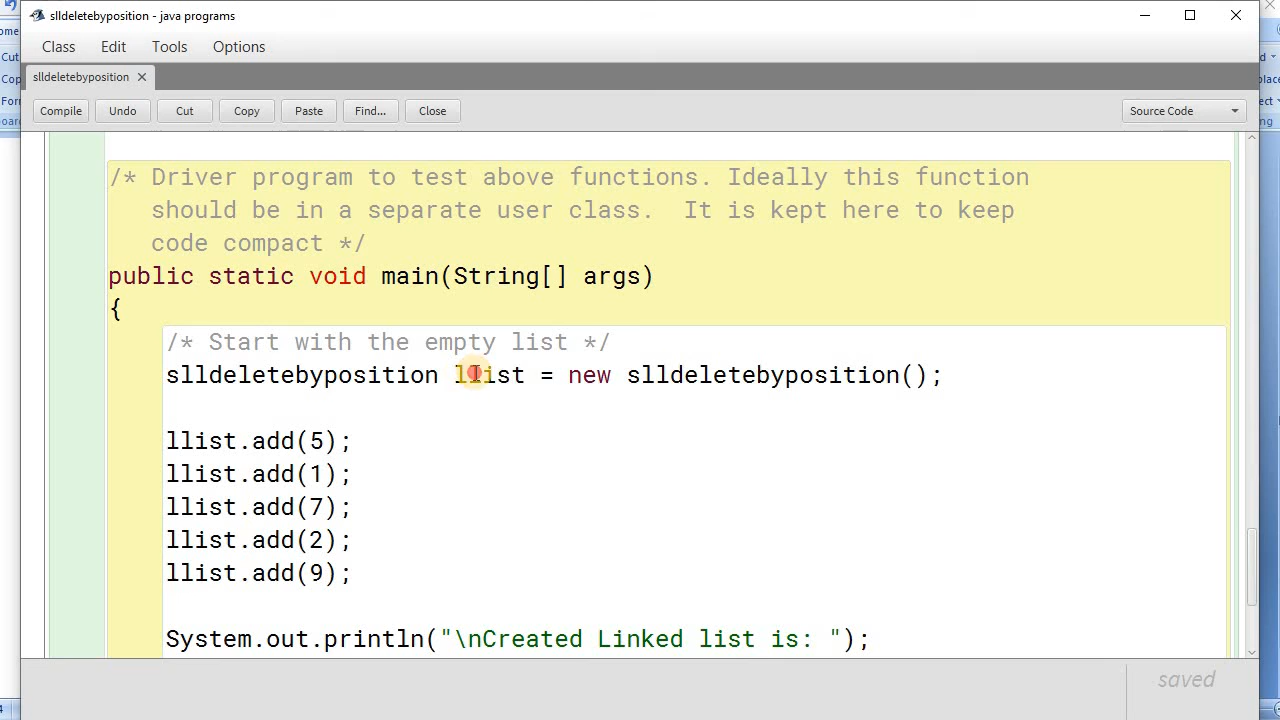 slldeletebyposition - java programs
Class Edit Tools Options
slldeletebyposition
Compile Undo Cut Copy Paste Find... Close Source Code
/* Driver program to test above functions. Ideally this function
should be in a separate user class.  It is kept here to keep
code compact */
public static void main(String[] args)
{
/* Start with the empty list */
slldeletebyposition llist = new slldeletebyposition();
llist.add(5);
llist.add(1);
llist.add(7);
llist.add(2);
llist.add(9);
System.out.println("\nCreated Linked list is: ");
saved